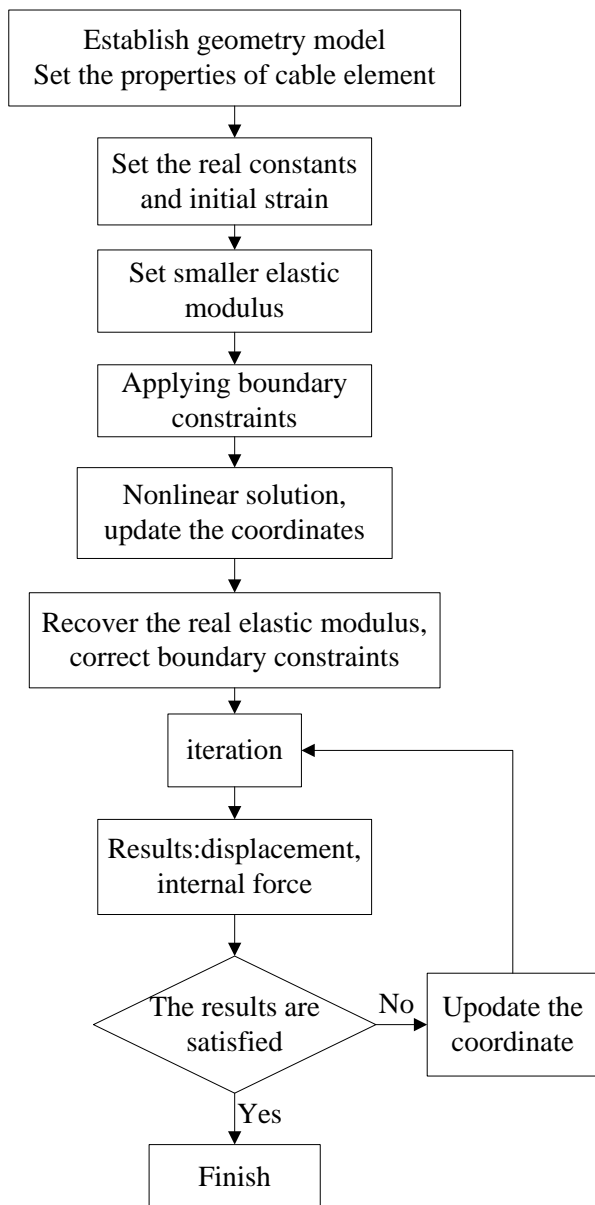 Establish geometry model
Set the properties of cable element
Set the real constants
and initial strain
Set smaller elastic
modulus
Applying boundary
constraints
Nonlinear solution,
update the coordinates
Recover the real elastic modulus,
correct boundary constraints
iteration
Results:displacement,
internal force
The results are
satisfied
No
Upodate the
coordinate
Yes
Finish